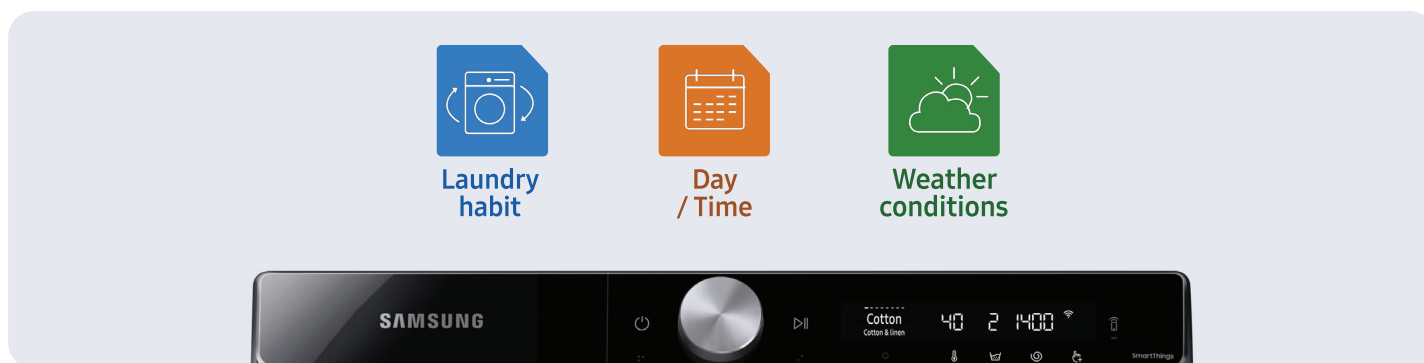 Laundry
habit
Day
/ Time
Weather
conditions
SAMSUNG
Cotton
Cotton & linen
40 2 1400
SmartThings